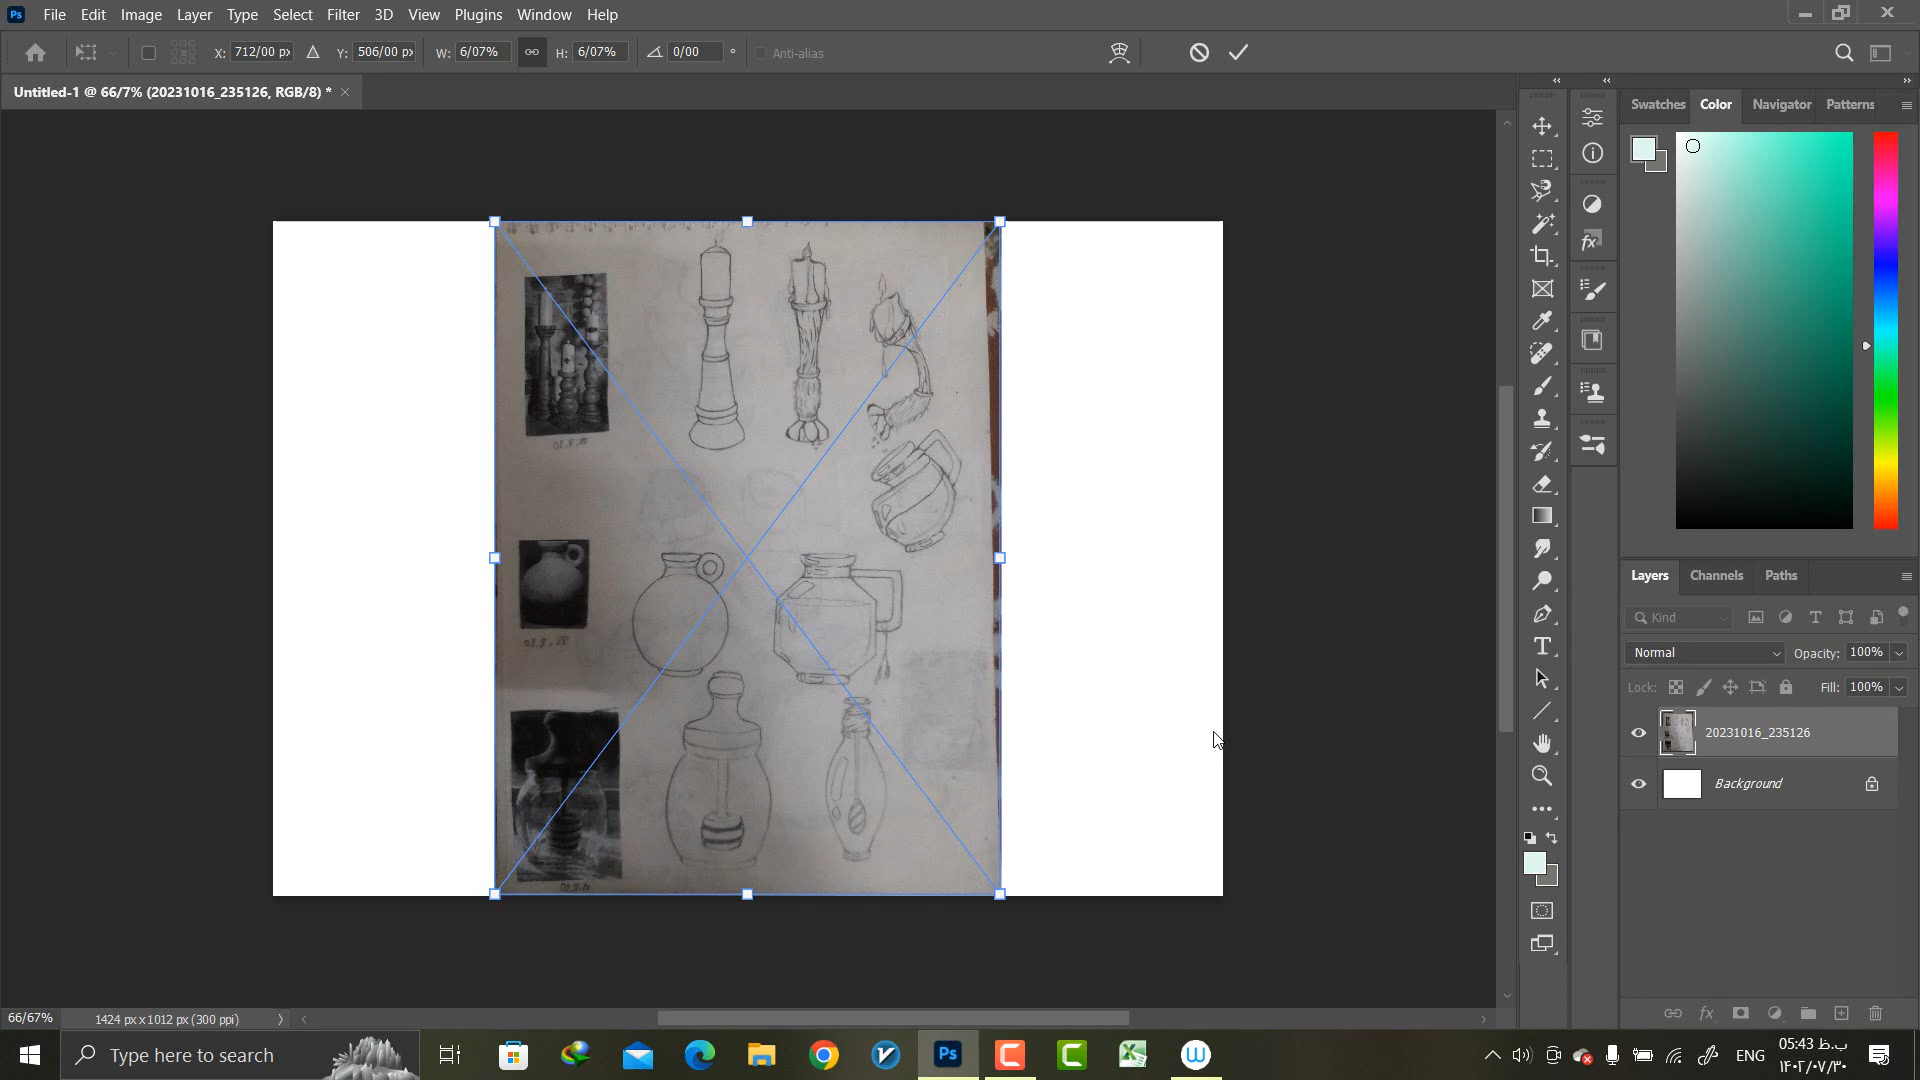 Ps File Edit Image Layer Type Select Filter 3D View Plugins Window Help
X: 712/00 px Y: 506/00 px W: 6/07% H: 6/07% 0/00 ° Anti-alias
Untitled-1 @ 66/7% (20231016_235126, RGB/8) * ×
Swatches Color Navigator Patterns
Layers Channels Paths
Kind
Normal Opacity: 100%
Lock: Fill: 100%
20231016_235126
Background
66/67% 1424 px x 1012 px (300 ppi)
Type here to search
Ps
ENG
05:43 ب.ظ
۱۴۰۲/۰۷/۳۰